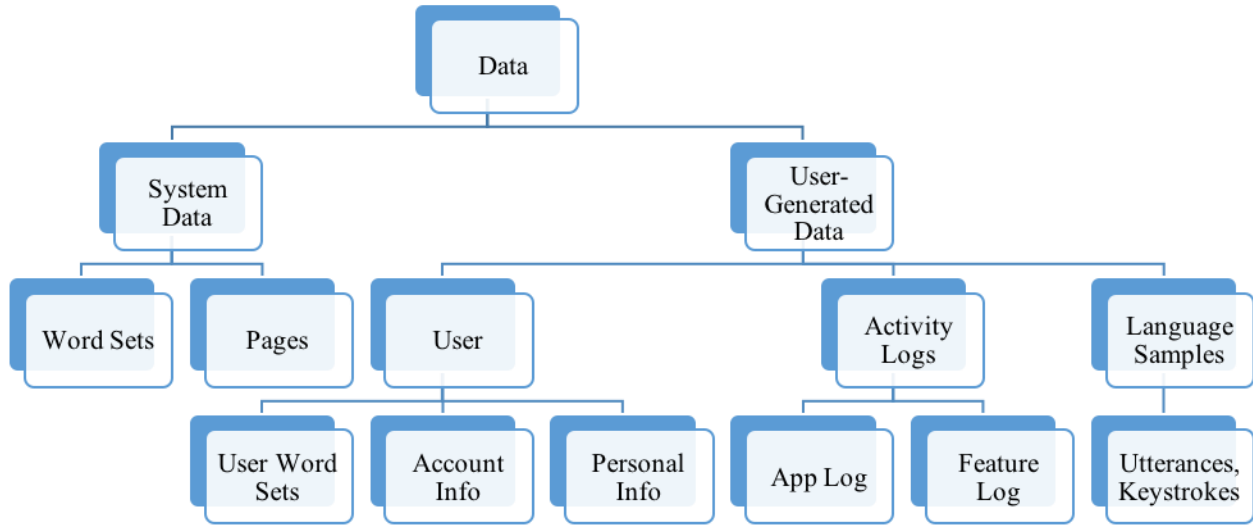 Data
System
Data
User-
Generated
Data
Word Sets
Pages
User
Activity
Logs
Language
Samples
User Word
Sets
Account
Info
Personal
Info
App Log
Feature
Log
Utterances,
Keystrokes